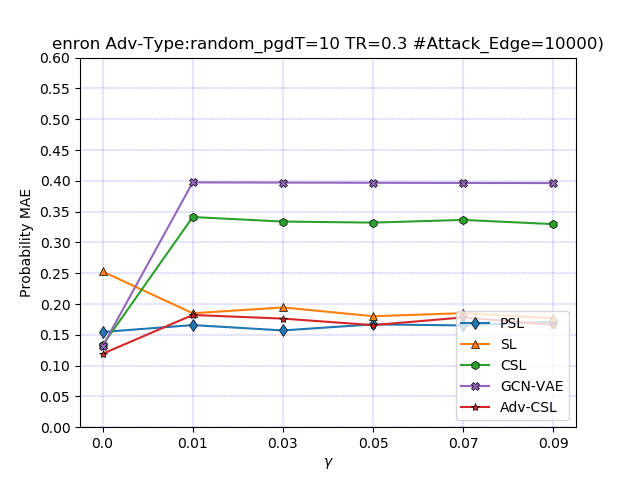 enron Adv-Type:random_pgdT=10 TR=0.3 #Attack_Edge=10000)
0.60
0.55
0.50
0.45
0.40
0.35
0.30
0.25
0.20
0.15
0.10
0.05
0.00
Probability MAE
0.0 0.01 0.03 0.05 0.07 0.09
γ
PSL
SL
CSL
GCN-VAE
Adv-CSL